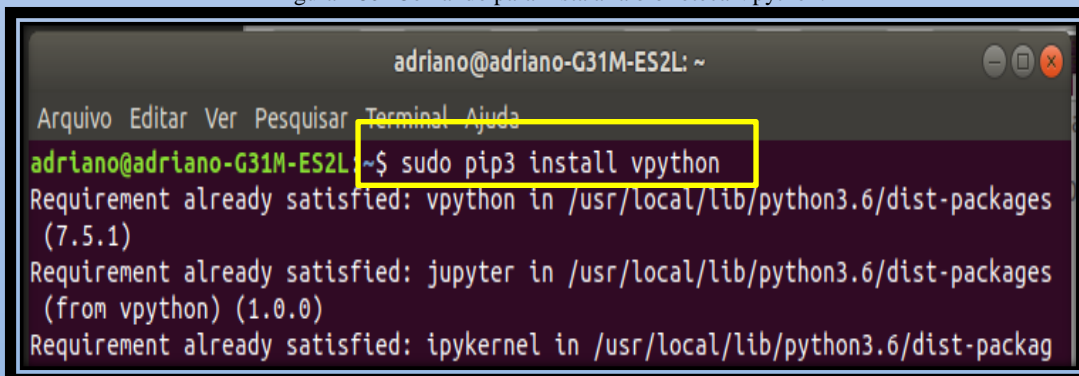 adriano@adriano-G31M-ES2L: ~
Arquivo Editar Ver Pesquisar Terminal Ajuda
adriano@adriano-G31M-ES2L:~$ sudo pip3 install vpython
Requirement already satisfied: vpython in /usr/local/lib/python3.6/dist-packages
(7.5.1)
Requirement already satisfied: jupyter in /usr/local/lib/python3.6/dist-packages
(from vpython) (1.0.0)
Requirement already satisfied: ipykernel in /usr/local/lib/python3.6/dist-packag